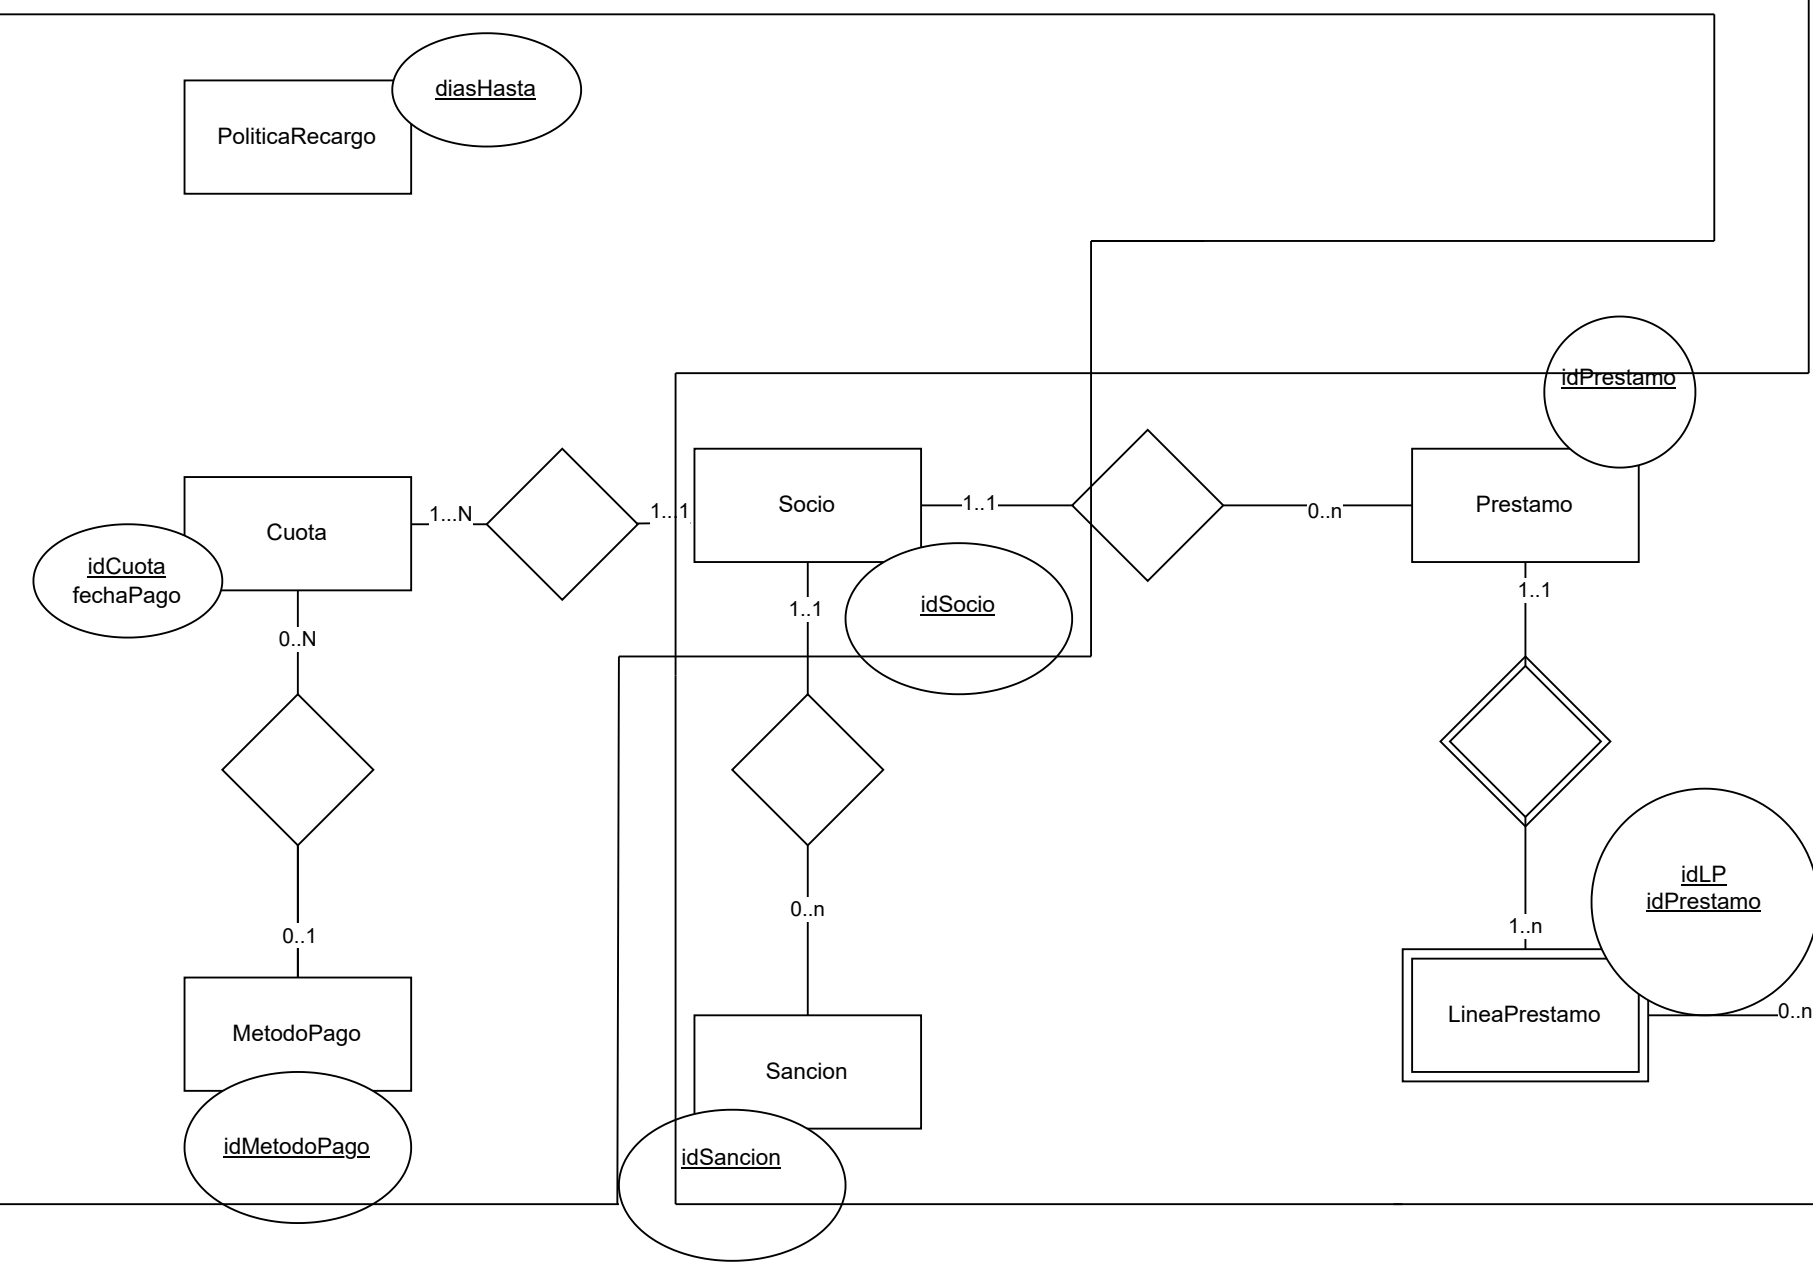 diasHasta
PoliticaRecargo
idPrestamo
Cuota
1...N
1...1
Socio
1..1
0..n
Prestamo
idCuota
fechaPago
idSocio
1..1
1..1
0..N
idLP
idPrestamo
0..n
1..n
0..1
MetodoPago
LineaPrestamo
0..n
Sancion
idMetodoPago
idSancion